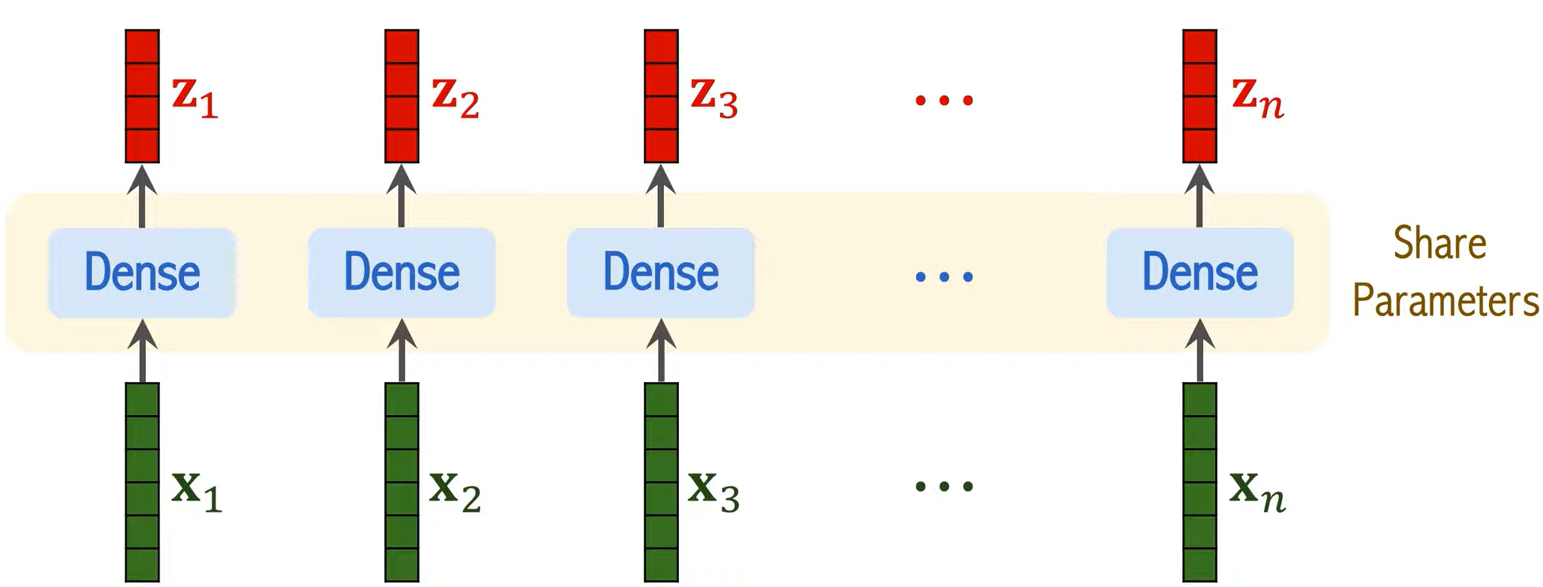 z₁ z₂ z₃ ... zₙ
Dense Dense Dense ... Dense
Share
Parameters
x₁ x₂ x₃ ... xₙ